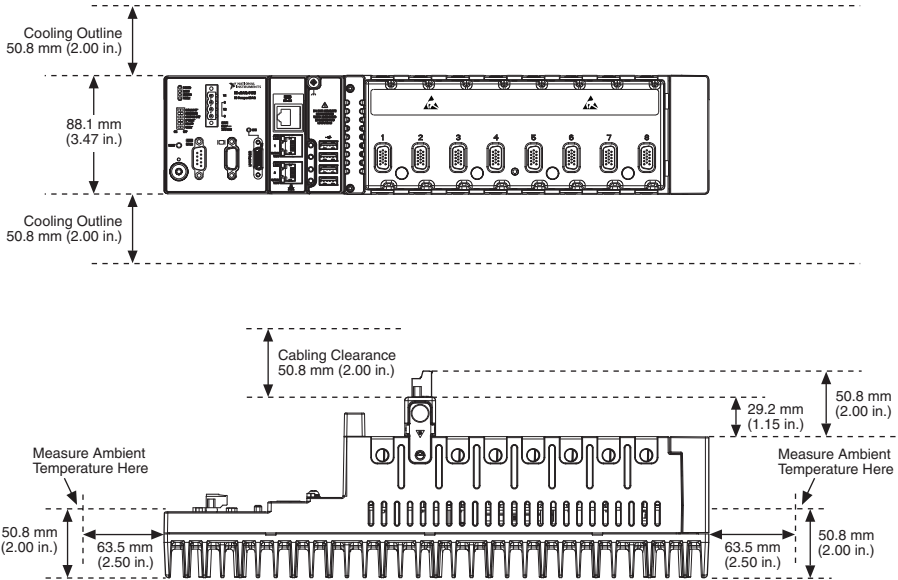 Cooling Outline
50.8 mm (2.00 in.)
88.1 mm
(3.47 in.)
NATIONAL
INSTRUMENTS
1 2 3 4 5 6 7 8
Cooling Outline
50.8 mm (2.00 in.)
Cabling Clearance
50.8 mm (2.00 in.)
29.2 mm
(1.15 in.)
50.8 mm
(2.00 in.)
Measure Ambient
Temperature Here
Measure Ambient
Temperature Here
50.8 mm
(2.00 in.)
63.5 mm
(2.50 in.)
63.5 mm
(2.50 in.)
50.8 mm
(2.00 in.)